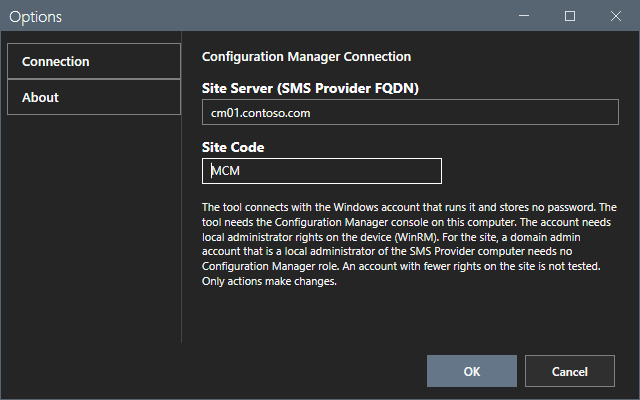 Options
Connection
About
Configuration Manager Connection
Site Server (SMS Provider FQDN)
cm01.contoso.com
Site Code
MCM
The tool connects with the Windows account that runs it and stores no password. The
tool needs the Configuration Manager console on this computer. The account needs
local administrator rights on the device (WinRM). For the site, a domain admin
account that is a local administrator of the SMS Provider computer needs no
Configuration Manager role. An account with fewer rights on the site is not tested.
Only actions make changes.
OK
Cancel